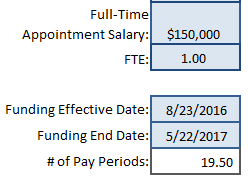 Full-Time
Appointment Salary: $150,000
FTE: 1.00
Funding Effective Date: 8/23/2016
Funding End Date: 5/22/2017
# of Pay Periods: 19.50